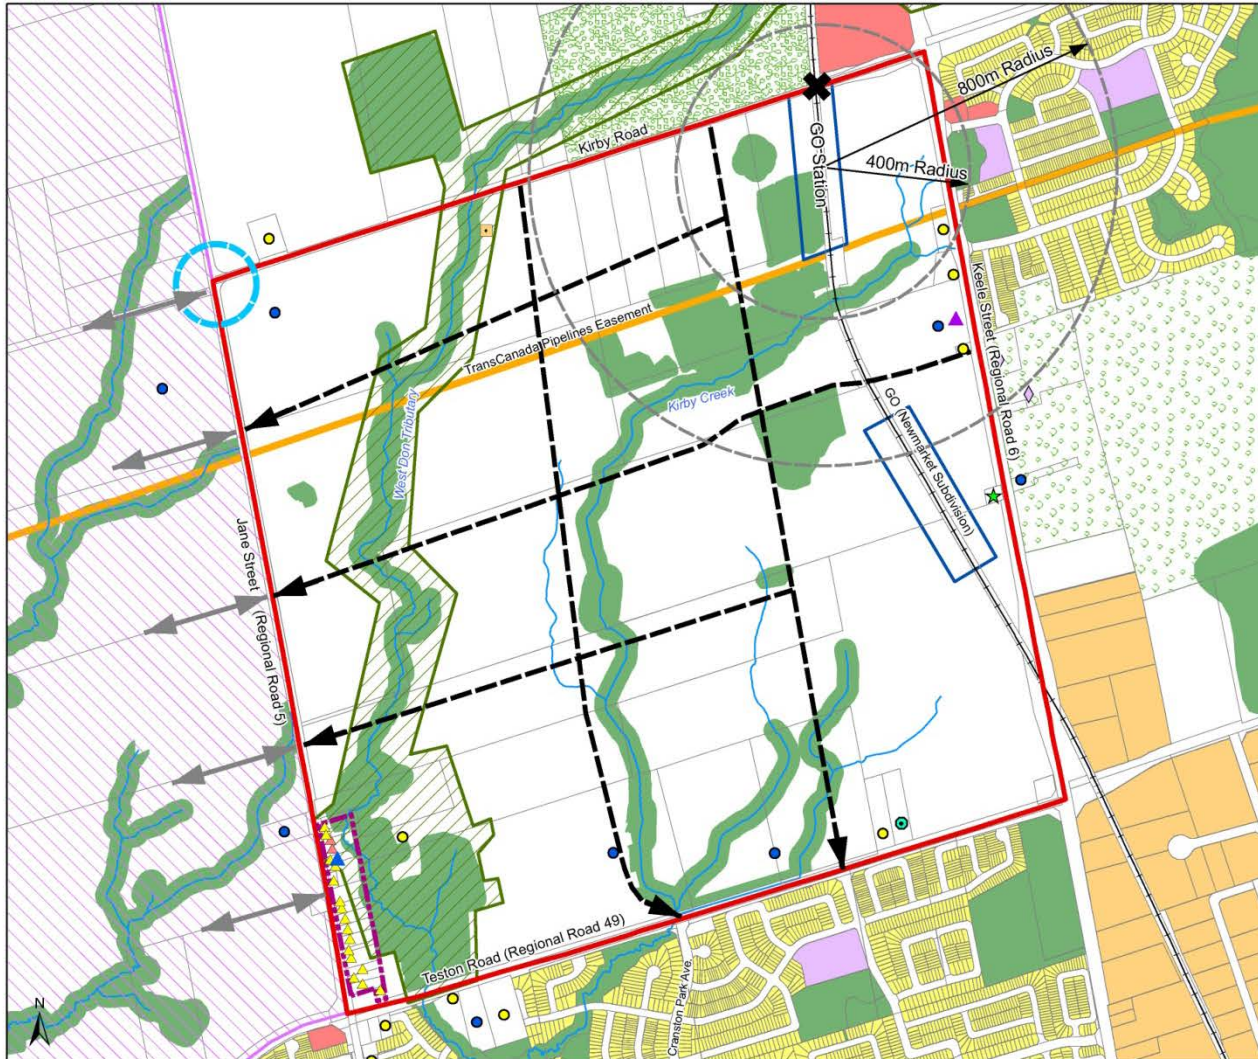 800m Radius
Kirby Road
GO Station
400m Radius
TransCanada Pipelines Easement
Keele Street (Regional Road 6)
Kirby Creek
West Don Tributary
GO (Newmarket Subdivision)
Jane Street (Regional Road 5)
Teston Road (Regional Road 49)
Cranston Park Ave.
N